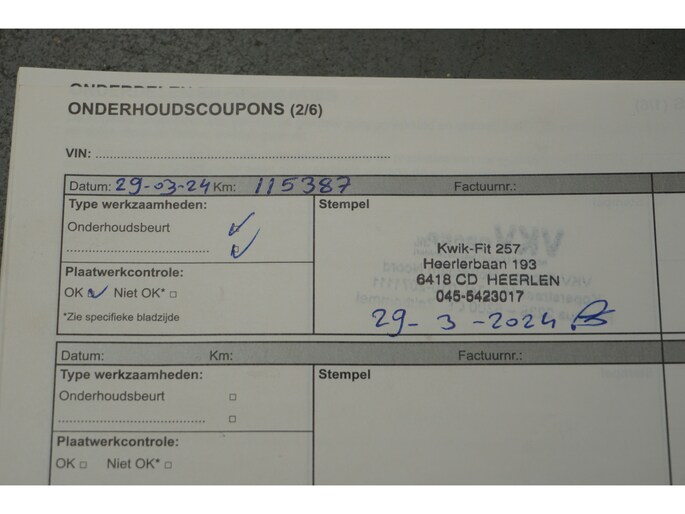 ONDERHOUDSCOUPONS (2/6)
VIN: ....................
Datum: 29-03-24 Km: 115387 Factuurnr.:
Type werkzaamheden: Stempel
Onderhoudsbeurt
Kwik-Fit 257
Heerlerbaan 193
6418 CD HEERLEN
045-5423017
29-3-2024
Plaatwerkcontrole:
OK Niet OK*
*Zie specifieke bladzijde
Datum: Km: Factuurnr.:
Type werkzaamheden: Stempel
Onderhoudsbeurt
Plaatwerkcontrole:
OK Niet OK*